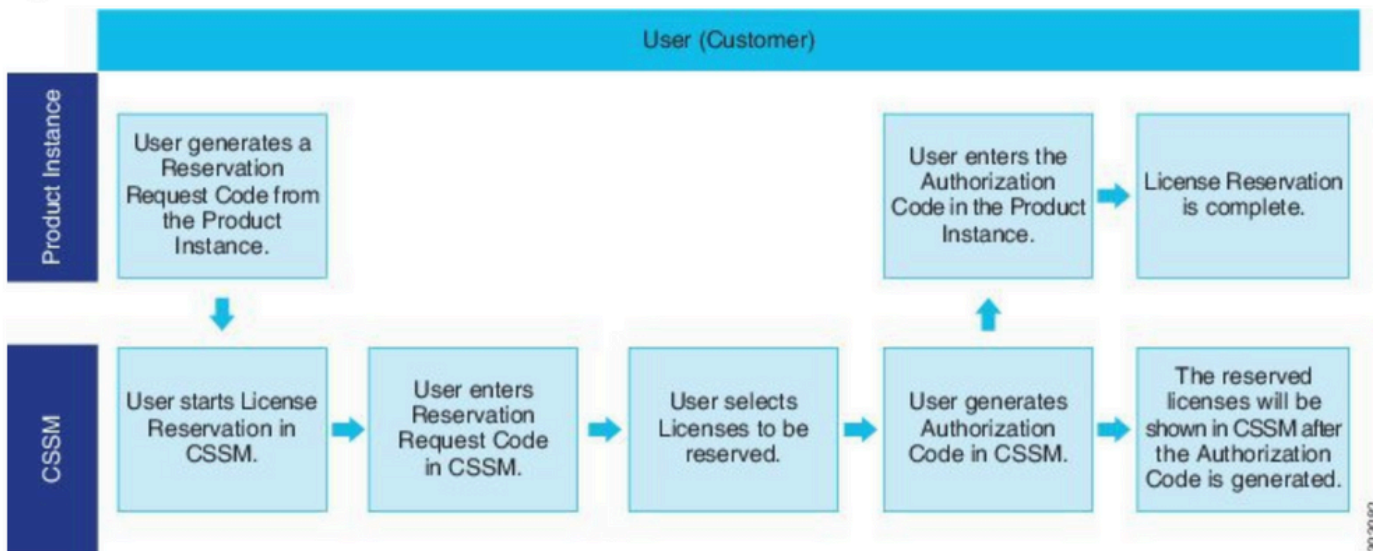 User (Customer)
Product Instance
User generates a
Reservation
Request Code from
the Product
Instance.
User enters the
Authorization
Code in the Product
Instance.
License Reservation
is complete.
CSSM
User starts License
Reservation in
CSSM.
User enters
Reservation
Request Code
in CSSM.
User selects
Licenses to be
reserved.
User generates
Authorization
Code in CSSM.
The reserved
licenses will be
shown in CSSM after
the Authorization
Code is generated.